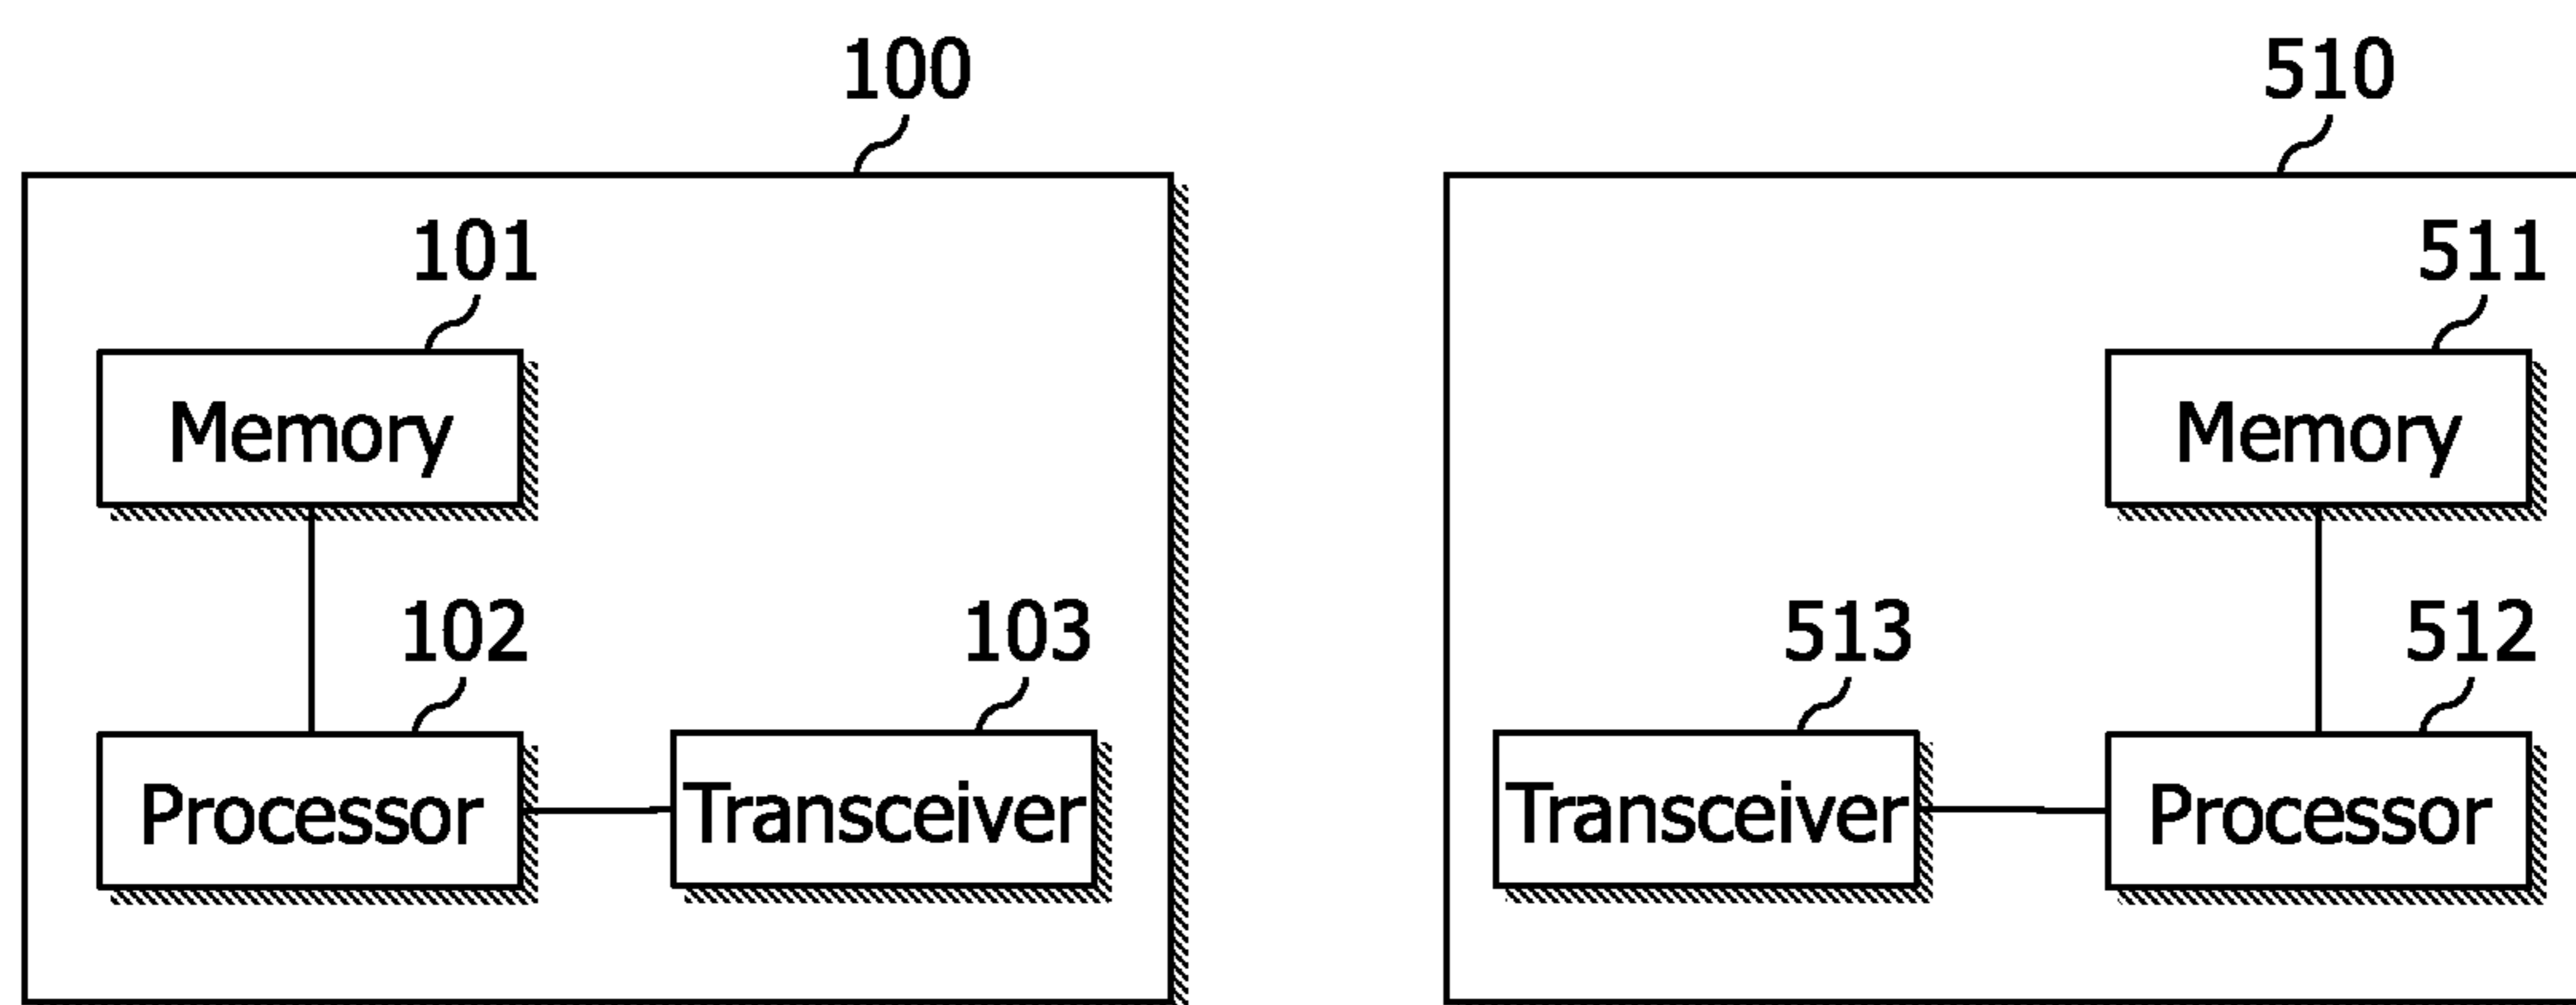 100
510
101
511
Memory
Memory
102
103
513
512
Processor
Transceiver
Transceiver
Processor